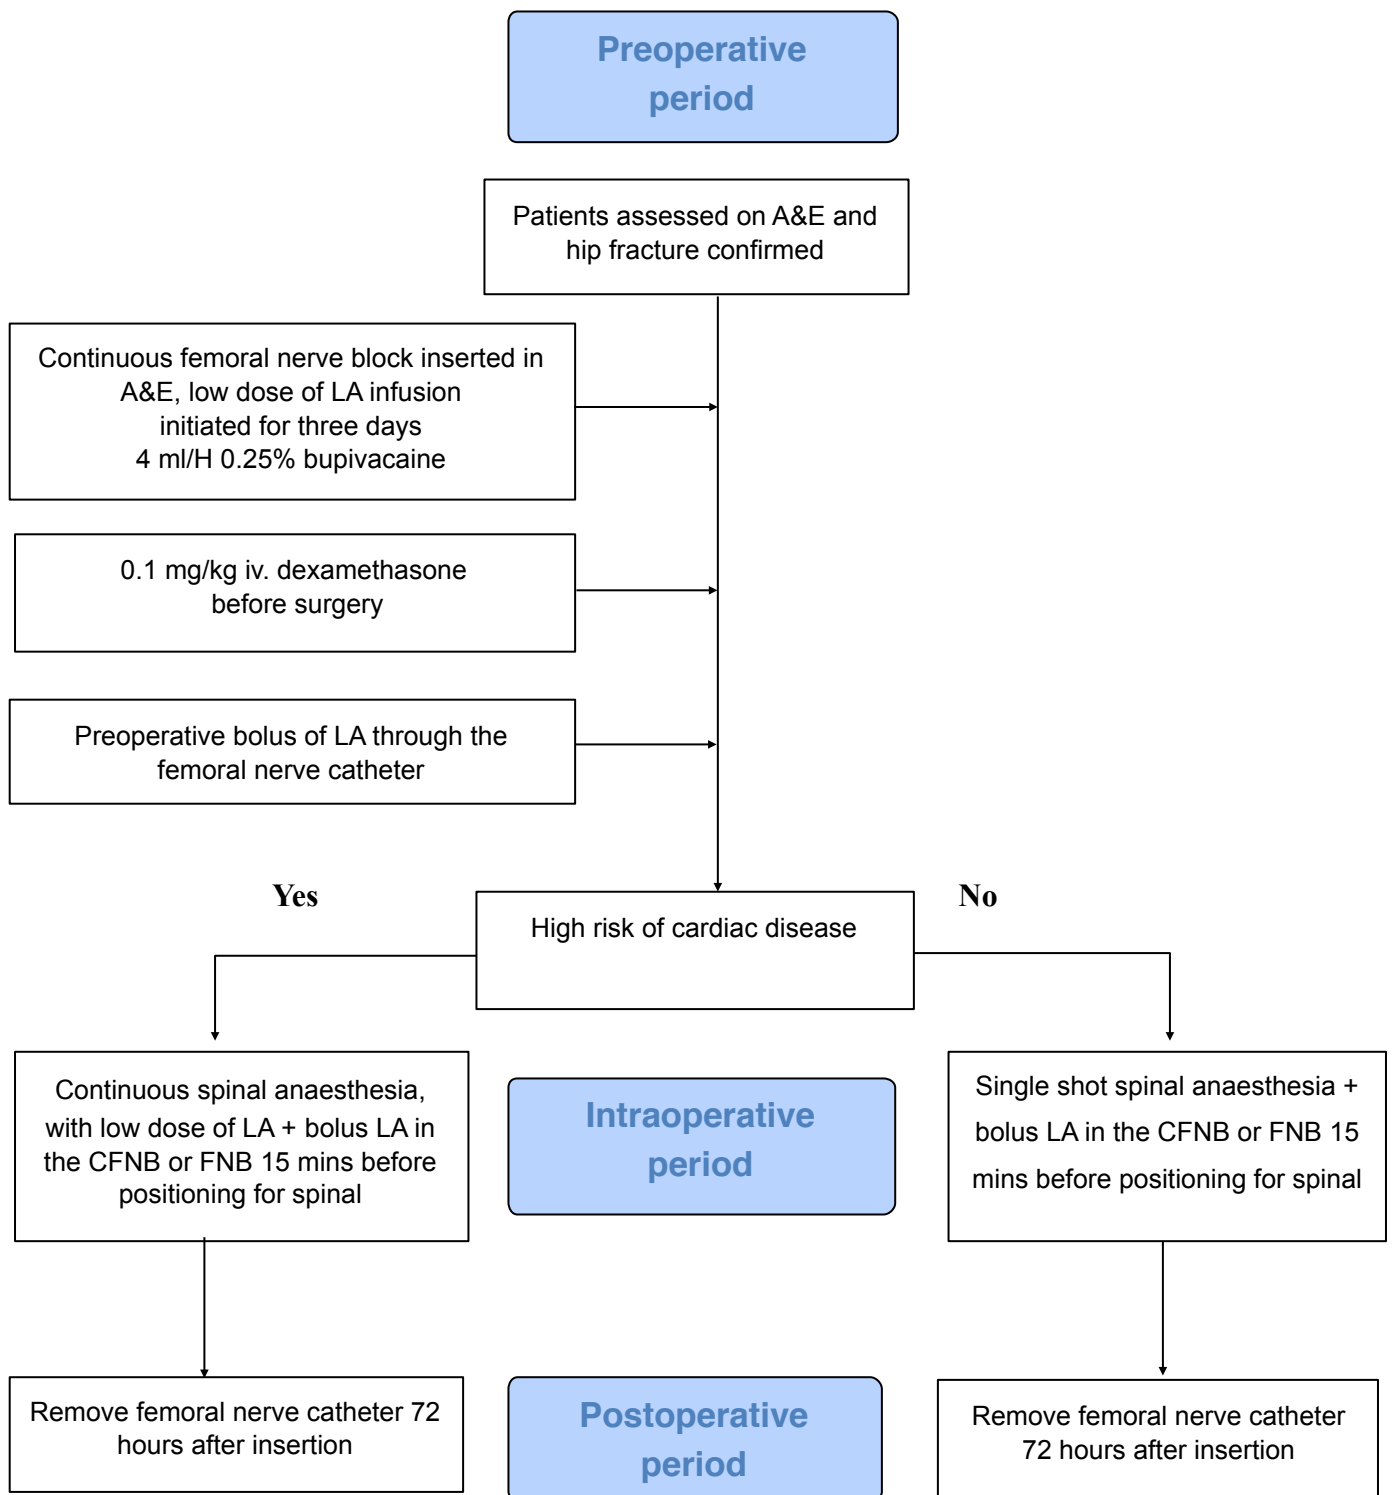 Preoperative
period
Patients assessed on A&E and
hip fracture confirmed
Continuous femoral nerve block inserted in
A&E, low dose of LA infusion
initiated for three days
4 ml/H 0.25% bupivacaine
0.1 mg/kg iv. dexamethasone
before surgery
Preoperative bolus of LA through the
femoral nerve catheter
Yes
No
High risk of cardiac disease
Continuous spinal anaesthesia,
with low dose of LA + bolus LA in
the CFNB or FNB 15 mins before
positioning for spinal
Intraoperative
period
Single shot spinal anaesthesia +
bolus LA in the CFNB or FNB 15
mins before positioning for spinal
Remove femoral nerve catheter 72
hours after insertion
Postoperative
period
Remove femoral nerve catheter
72 hours after insertion